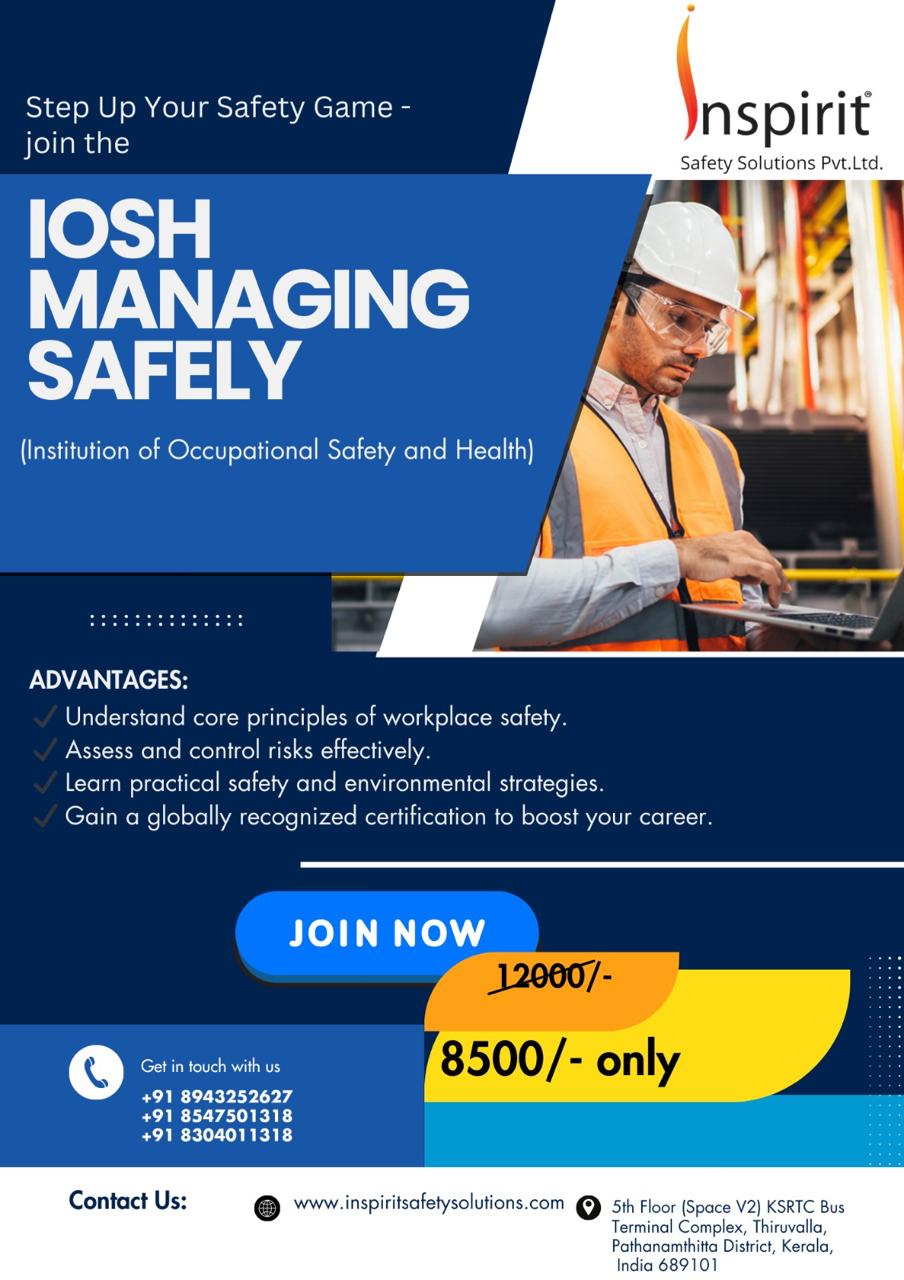 Step Up Your Safety Game -
join the
Inspirit®
Safety Solutions Pvt.Ltd.
IOSH
MANAGING
SAFELY
(Institution of Occupational Safety and Health)
ADVANTAGES:
Understand core principles of workplace safety.
Assess and control risks effectively.
Learn practical safety and environmental strategies.
Gain a globally recognized certification to boost your career.
JOIN NOW
12000/-
8500/- only
Get in touch with us
+91 8943252627
+91 8547501318
+91 8304011318
Contact Us:
www.inspiritsafetysolutions.com
5th Floor (Space V2) KSRTC Bus
Terminal Complex, Thiruvalla,
Pathanamthitta District, Kerala,
India 689101